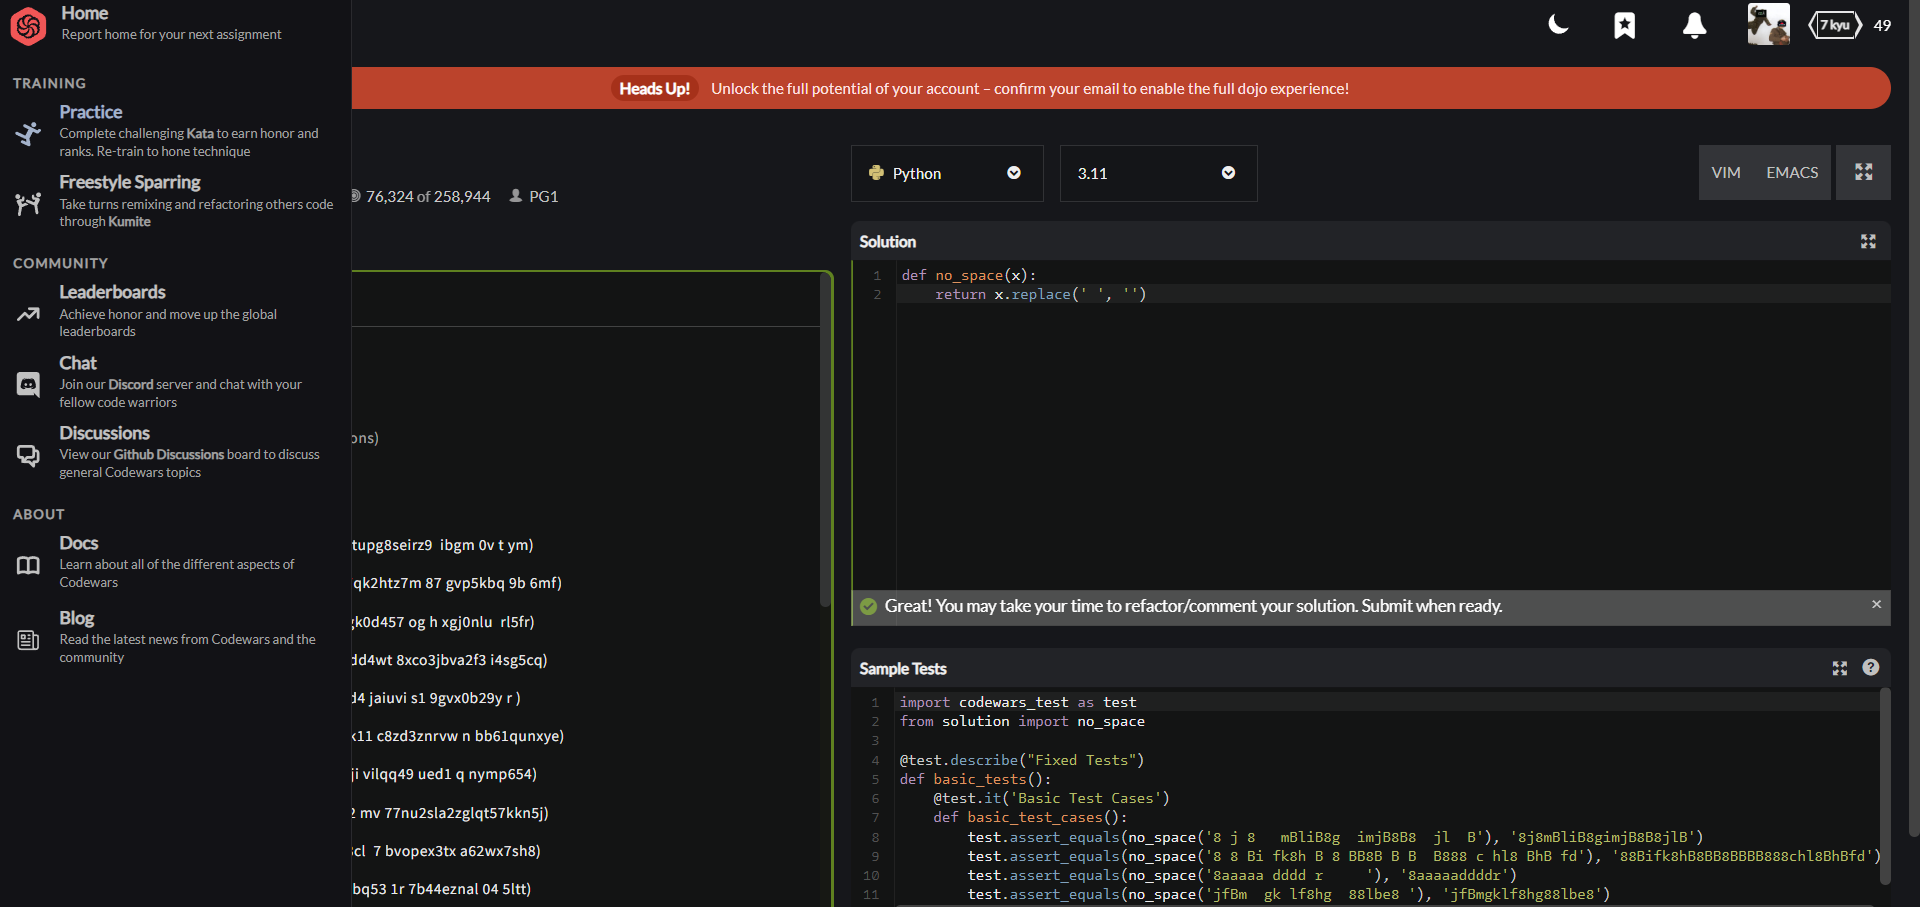 Home
Report home for your next assignment
TRAINING
Practice
Complete challenging Kata to earn honor and
ranks. Re-train to hone technique
Freestyle Sparring
Take turns remixing and refactoring others code
through Kumite
COMMUNITY
Leaderboards
Achieve honor and move up the global
leaderboards
Chat
Join our Discord server and chat with your
fellow code warriors
Discussions
View our Github Discussions board to discuss
general Codewars topics
ABOUT
Docs
Learn about all of the different aspects of
Codewars
Blog
Read the latest news from Codewars and the
community
7 kyu 49
Heads Up! Unlock the full potential of your account – confirm your email to enable the full dojo experience!
76,324 of 258,944 PG1
ons)
tupg8seirz9  ibgm 0v t ym)
qk2htz7m 87 gvp5kbq 9b 6mf)
gk0d457 og h xgj0nlu  rl5fr)
dd4wt 8xco3jbva2f3 i4sg5cq)
d4 jaiuvi s1 9gvx0b29y r )
k11 c8zd3znrvw n bb61qunxye)
ji vilqq49 ued1 q nymp654)
2 mv 77nu2sla2zglqt57kkn5j)
cl  7 bvopex3tx a62wx7sh8)
bq53 1r 7b44eznal 04 5ltt)
Python 3.11 VIM EMACS
Solution
1 def no_space(x):
2     return x.replace(' ', '')
Great! You may take your time to refactor/comment your solution. Submit when ready.
Sample Tests
1 import codewars_test as test
2 from solution import no_space
3
4 @test.describe("Fixed Tests")
5 def basic_tests():
6     @test.it('Basic Test Cases')
7     def basic_test_cases():
8         test.assert_equals(no_space('8 j 8   mBliB8g  imjB8B8  jl  B'), '8j8mBliB8gimjB8B8jlB')
9         test.assert_equals(no_space('8 8 Bi fk8h B 8 BB8B B B  B888 c hl8 BhB fd'), '88Bifk8hB8BB8BBBB888chl8BhBfd')
10         test.assert_equals(no_space('8aaaaa dddd r     '), '8aaaaaddddr')
11         test.assert_equals(no_space('jfBm  gk lf8hg  88lbe8 '), 'jfBmgklf8hg88lbe8')